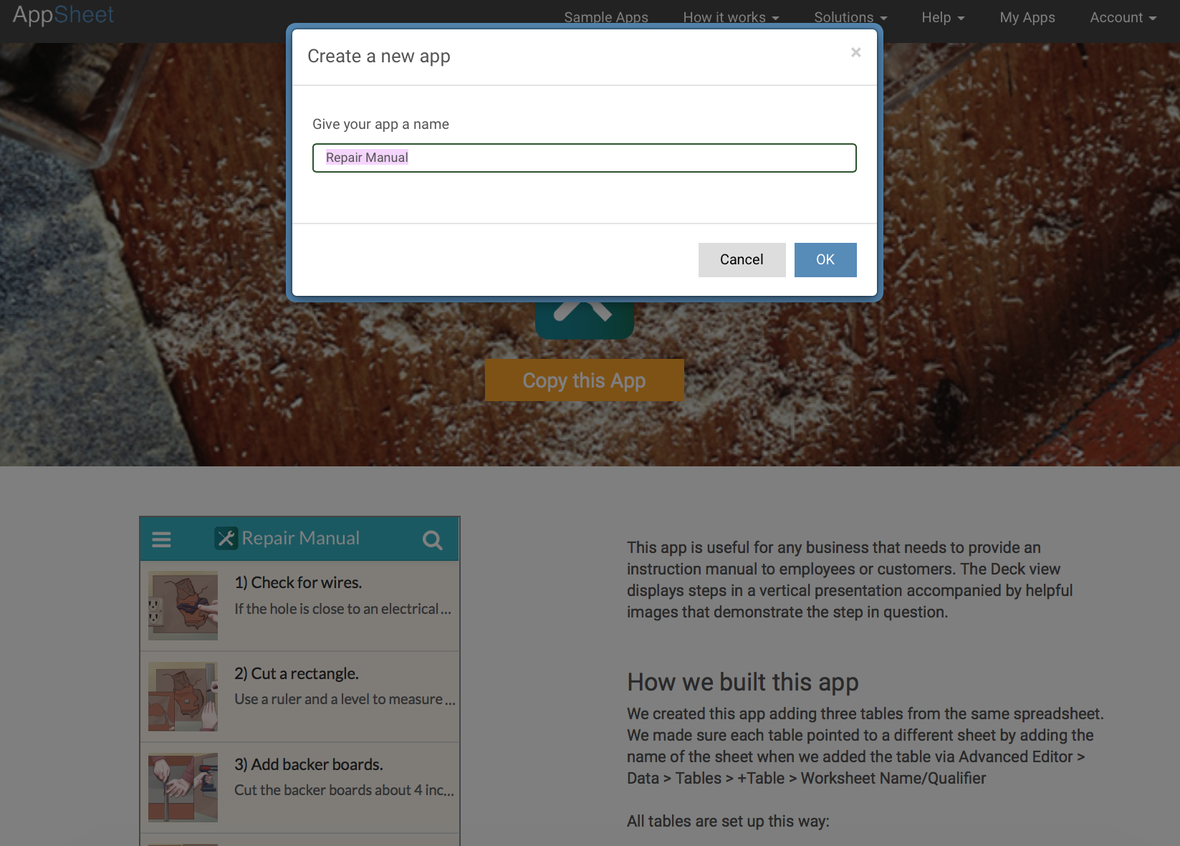 AppSheet
Sample Apps How it works Solutions Help My Apps Account
Create a new app ×
Give your app a name
Repair Manual
Cancel OK
Copy this App
Repair Manual
1) Check for wires.
If the hole is close to an electrical...
2) Cut a rectangle.
Use a ruler and a level to measure ...
3) Add backer boards.
Cut the backer boards about 4 inc...
This app is useful for any business that needs to provide an
instruction manual to employees or customers. The Deck view
displays steps in a vertical presentation accompanied by helpful
images that demonstrate the step in question.
How we built this app
We created this app adding three tables from the same spreadsheet.
We made sure each table pointed to a different sheet by adding the
name of the sheet when we added the table via Advanced Editor >
Data > Tables > +Table > Worksheet Name/Qualifier
All tables are set up this way: